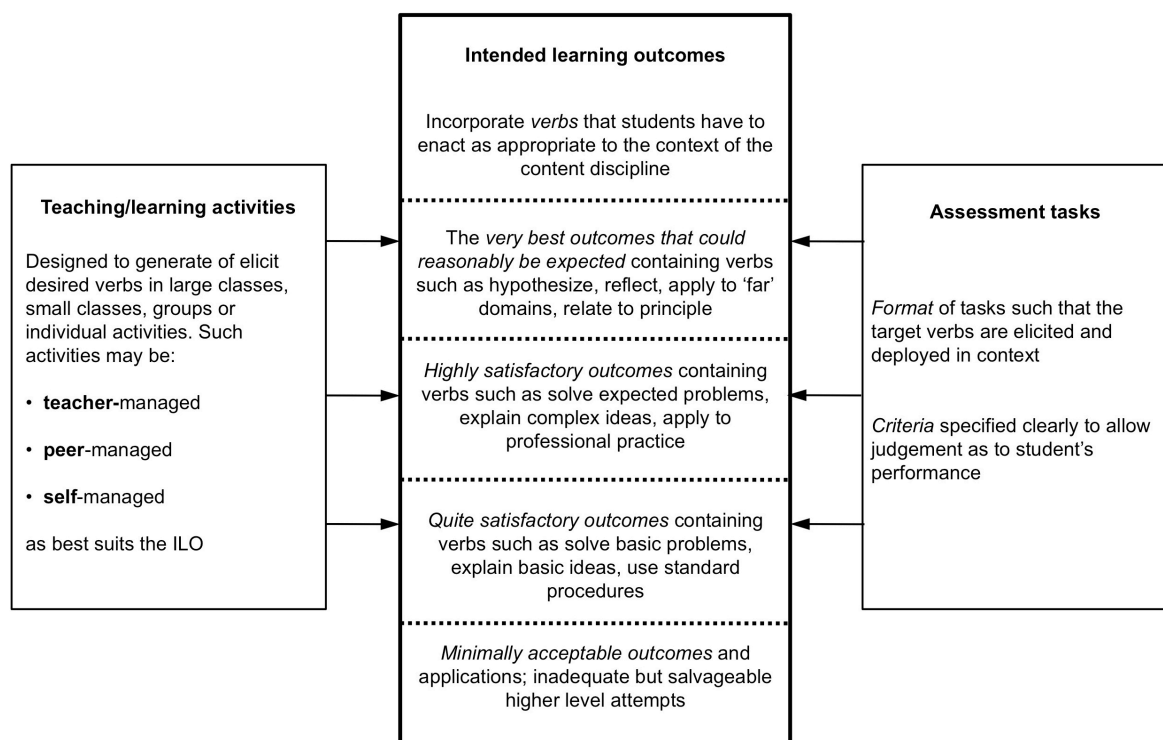 Intended learning outcomes
Incorporate verbs that students have to
enact as appropriate to the context of the
content discipline
Teaching/learning activities
Designed to generate of elicit
desired verbs in large classes,
small classes, groups or
individual activities. Such
activities may be:
• teacher-managed
• peer-managed
• self-managed
as best suits the ILO
The very best outcomes that could
reasonably be expected containing verbs
such as hypothesize, reflect, apply to ‘far’
domains, relate to principle
Highly satisfactory outcomes containing
verbs such as solve expected problems,
explain complex ideas, apply to
professional practice
Quite satisfactory outcomes containing
verbs such as solve basic problems,
explain basic ideas, use standard
procedures
Minimally acceptable outcomes and
applications; inadequate but salvageable
higher level attempts
Assessment tasks
Format of tasks such that the
target verbs are elicited and
deployed in context
Criteria specified clearly to allow
judgement as to student’s
performance